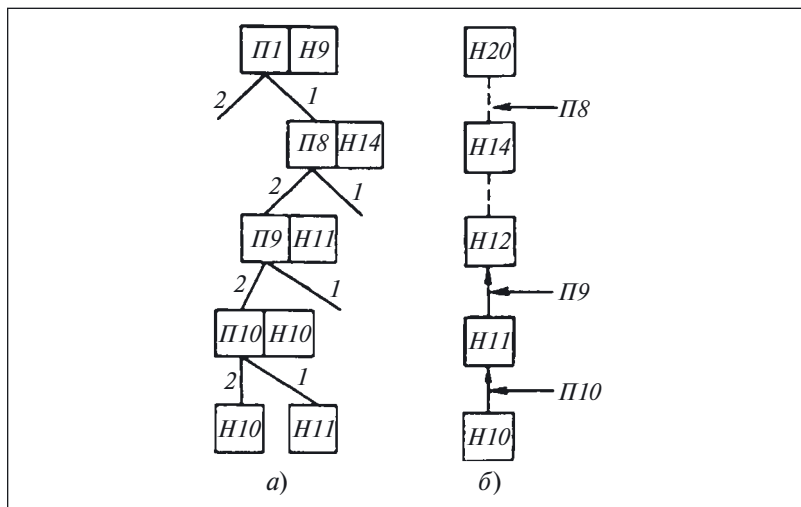 П1 Н9
2 1
П8 Н14
2 1
П9 Н11
2 1
П10 Н10
2 1
Н10 Н11
а)
Н20
П8
Н14
Н12
П9
Н11
П10
Н10
б)